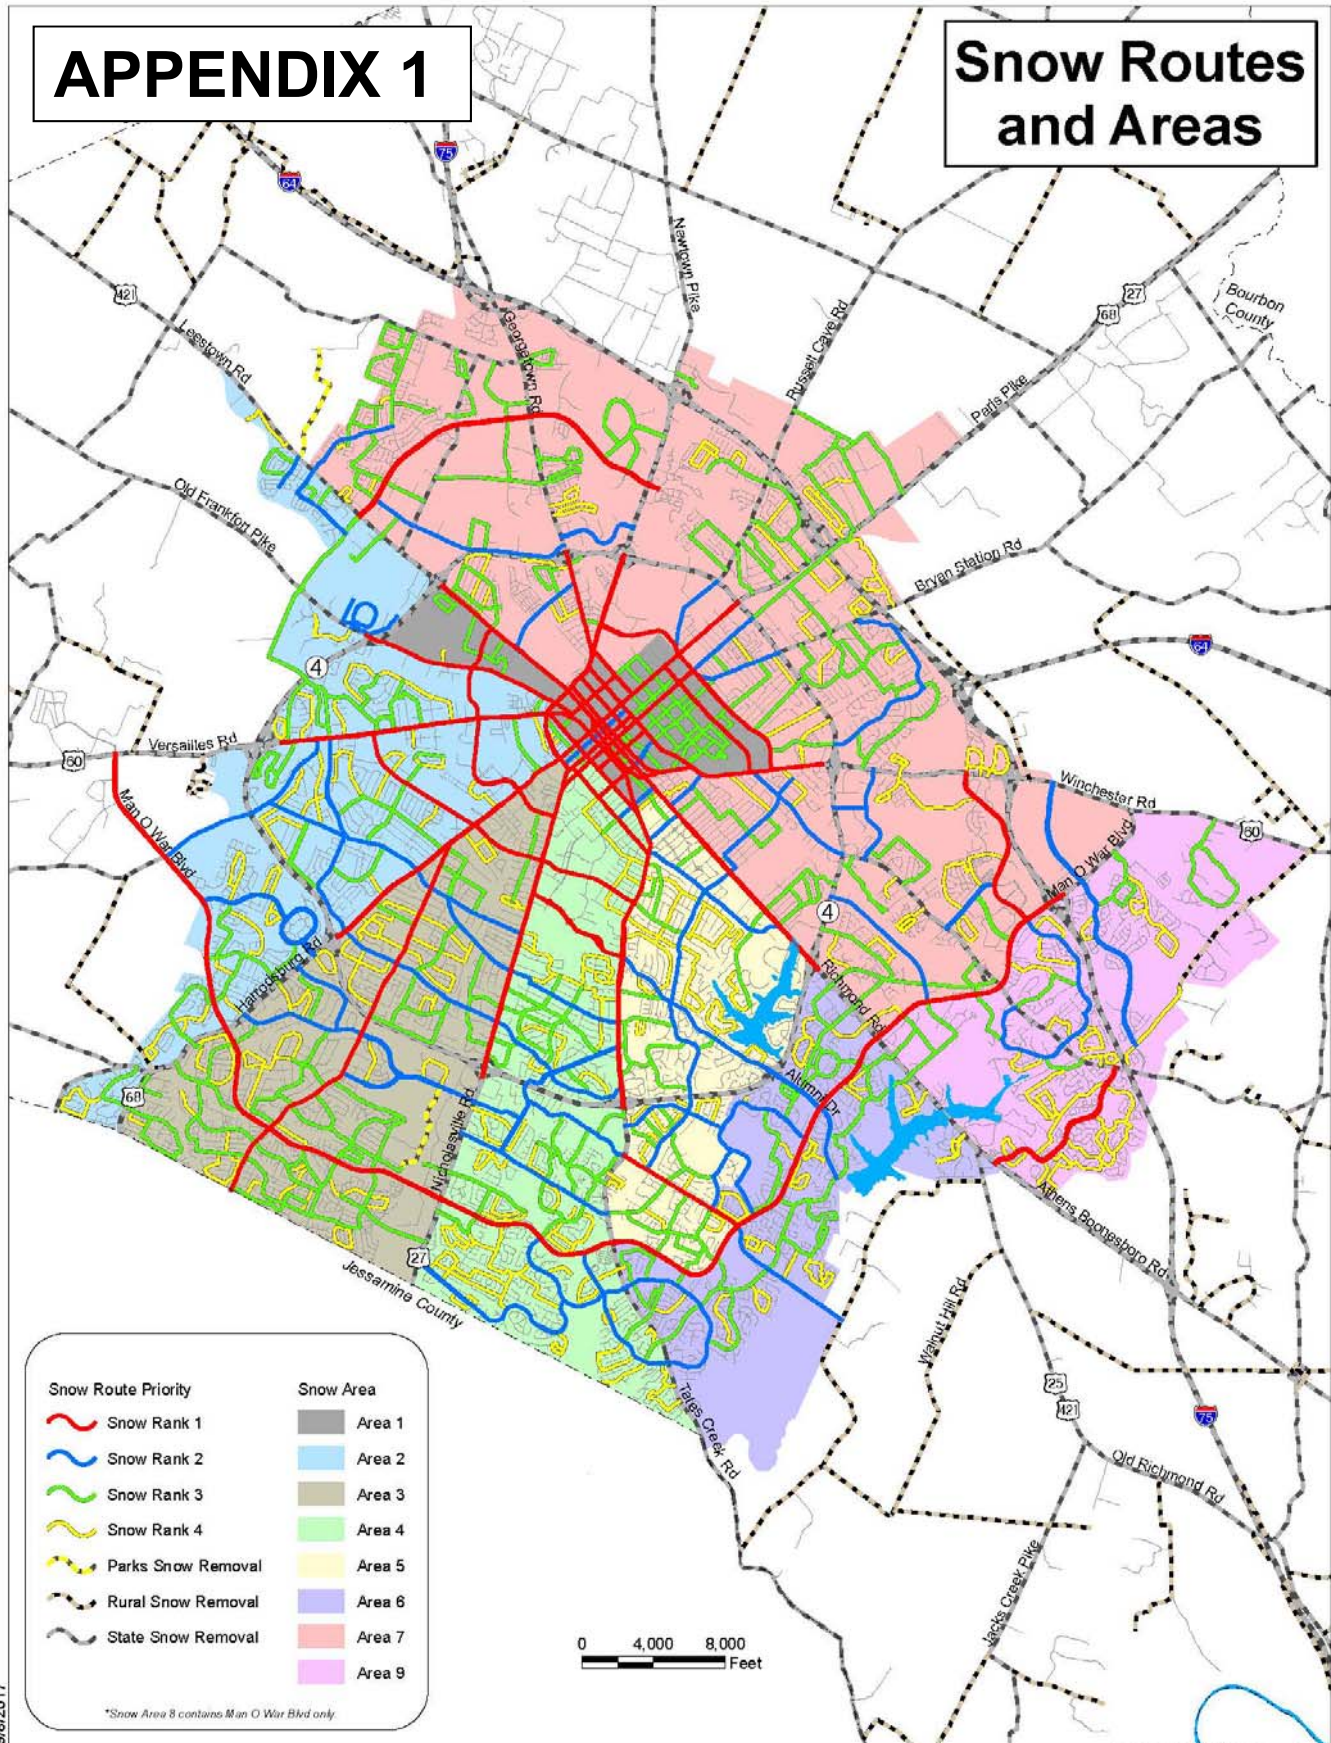 APPENDIX 1
Snow Routes
and Areas
75
64
421
Leestown Rd
Georgetown Rd
Newtown Pike
Russell Cave Rd
27
68
Paris Pike
Bourbon
County
Old Frankfort Pike
Bryan Station Rd
64
4
60
Versailles Rd
Man O War Blvd
Winchester Rd
60
Man O War Blvd
4
Harrodsburg Rd
Richmond Rd
68
Nicholasville Rd
Alumni Dr
27
Jessamine County
Athens Boonesboro Rd
Walnut Hill Rd
25
421
75
Tates Creek Rd
Old Richmond Rd
Jacks Creek Pike
Snow Route Priority
Snow Rank 1
Snow Rank 2
Snow Rank 3
Snow Rank 4
Parks Snow Removal
Rural Snow Removal
State Snow Removal
Snow Area
Area 1
Area 2
Area 3
Area 4
Area 5
Area 6
Area 7
Area 9
*Snow Area 8 contains Man O War Blvd only.
0 4,000 8,000
Feet